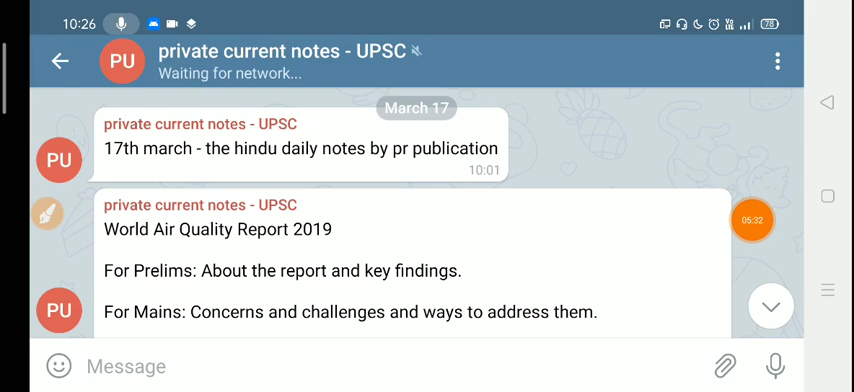 10:26
78
PU
private current notes - UPSC
Waiting for network...
March 17
private current notes - UPSC
17th march - the hindu daily notes by pr publication
10:01
PU
private current notes - UPSC
World Air Quality Report 2019
05:32
For Prelims: About the report and key findings.
For Mains: Concerns and challenges and ways to address them.
PU
Message